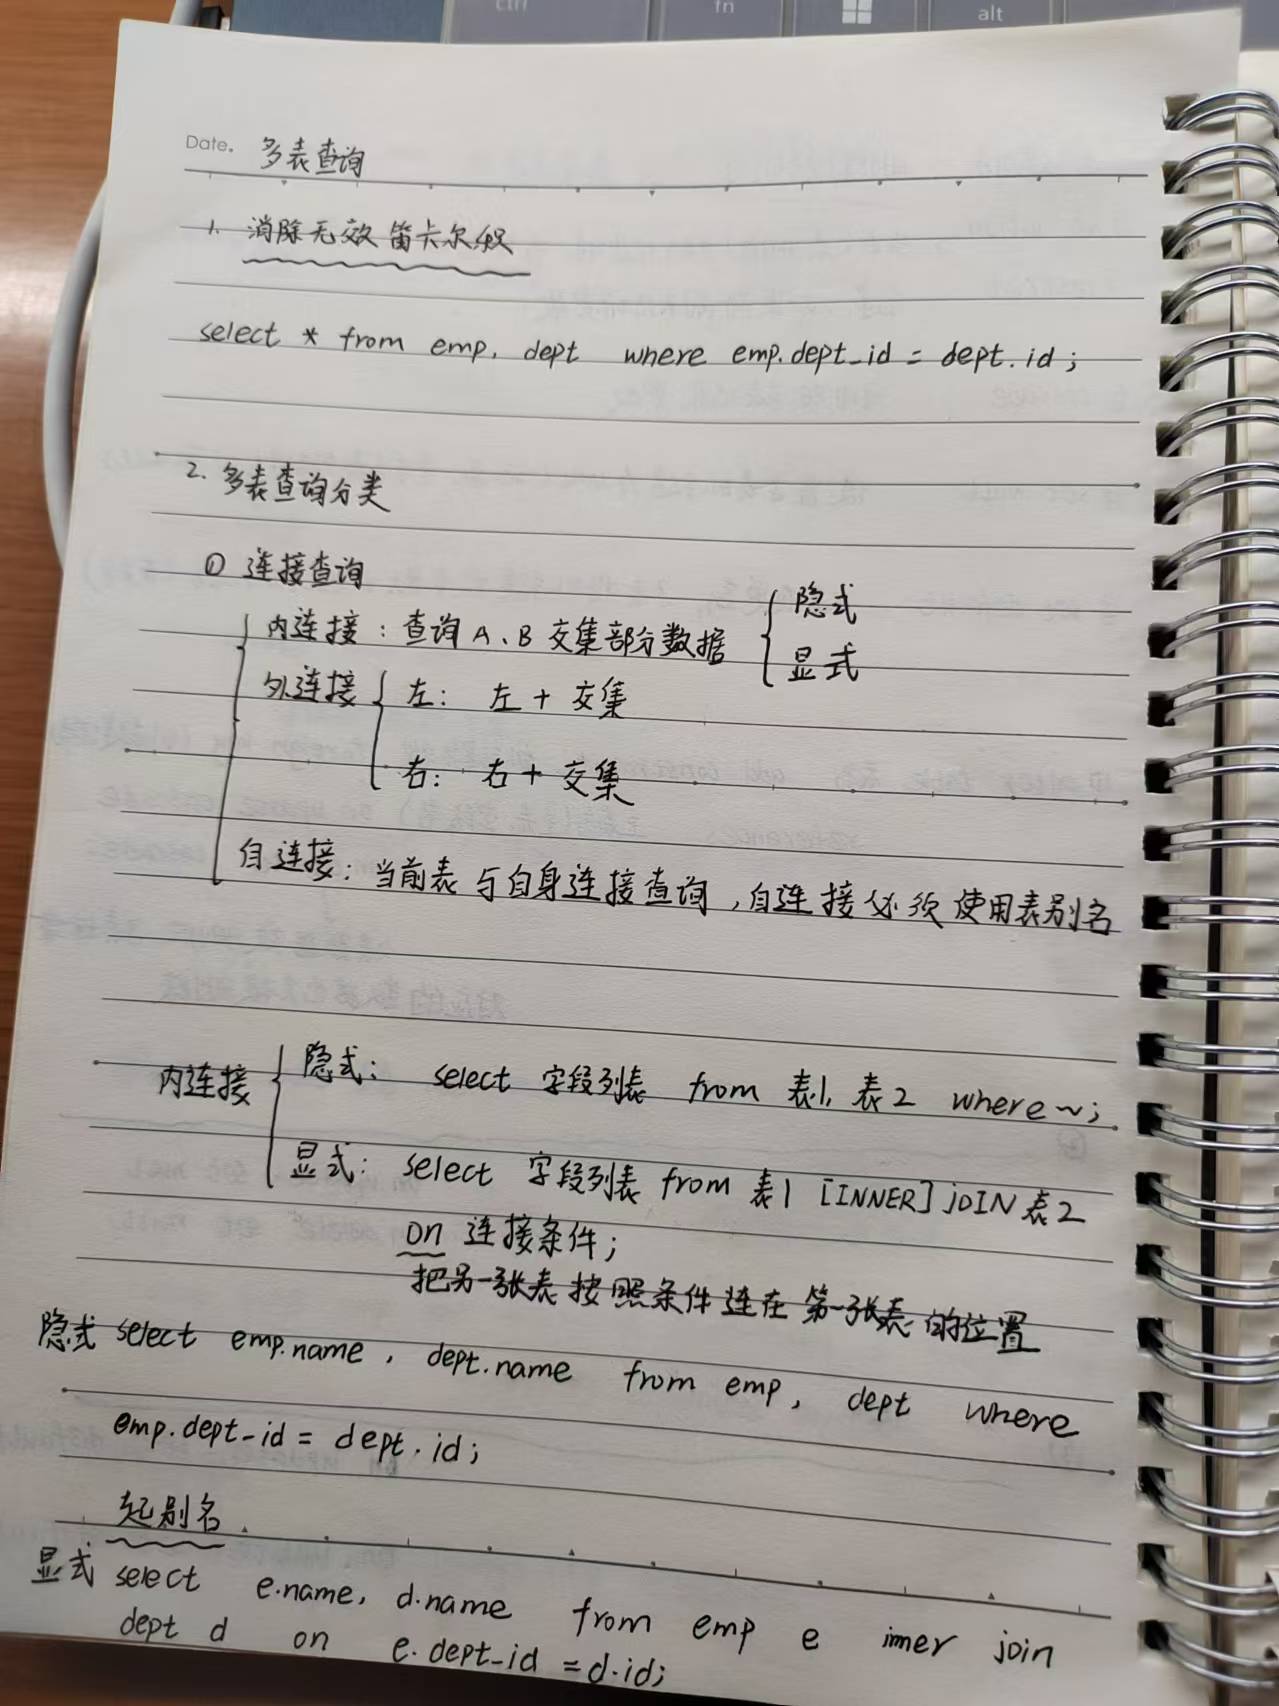 ctrl fn alt
Date. 多表查询
1. 消除无效笛卡尔积
select * from emp, dept where emp.dept_id = dept.id;
2. 多表查询分类
① 连接查询
内连接：查询A、B交集部分数据 { 隐式
显式
外连接 { 左： 左 + 交集
右： 右 + 交集
自连接：当前表与自身连接查询，自连接必须使用表别名
内连接 { 隐式： select 字段列表 from 表1, 表2 where ~;
显式： select 字段列表 from 表1 [INNER] JOIN 表2
on 连接条件;
把另一张表按照条件连在第一张表的位置
隐式 select emp.name, dept.name from emp, dept where
emp.dept_id = dept.id;
起别名
显式 select e.name, d.name from emp e inner join
dept d on e.dept_id = d.id;